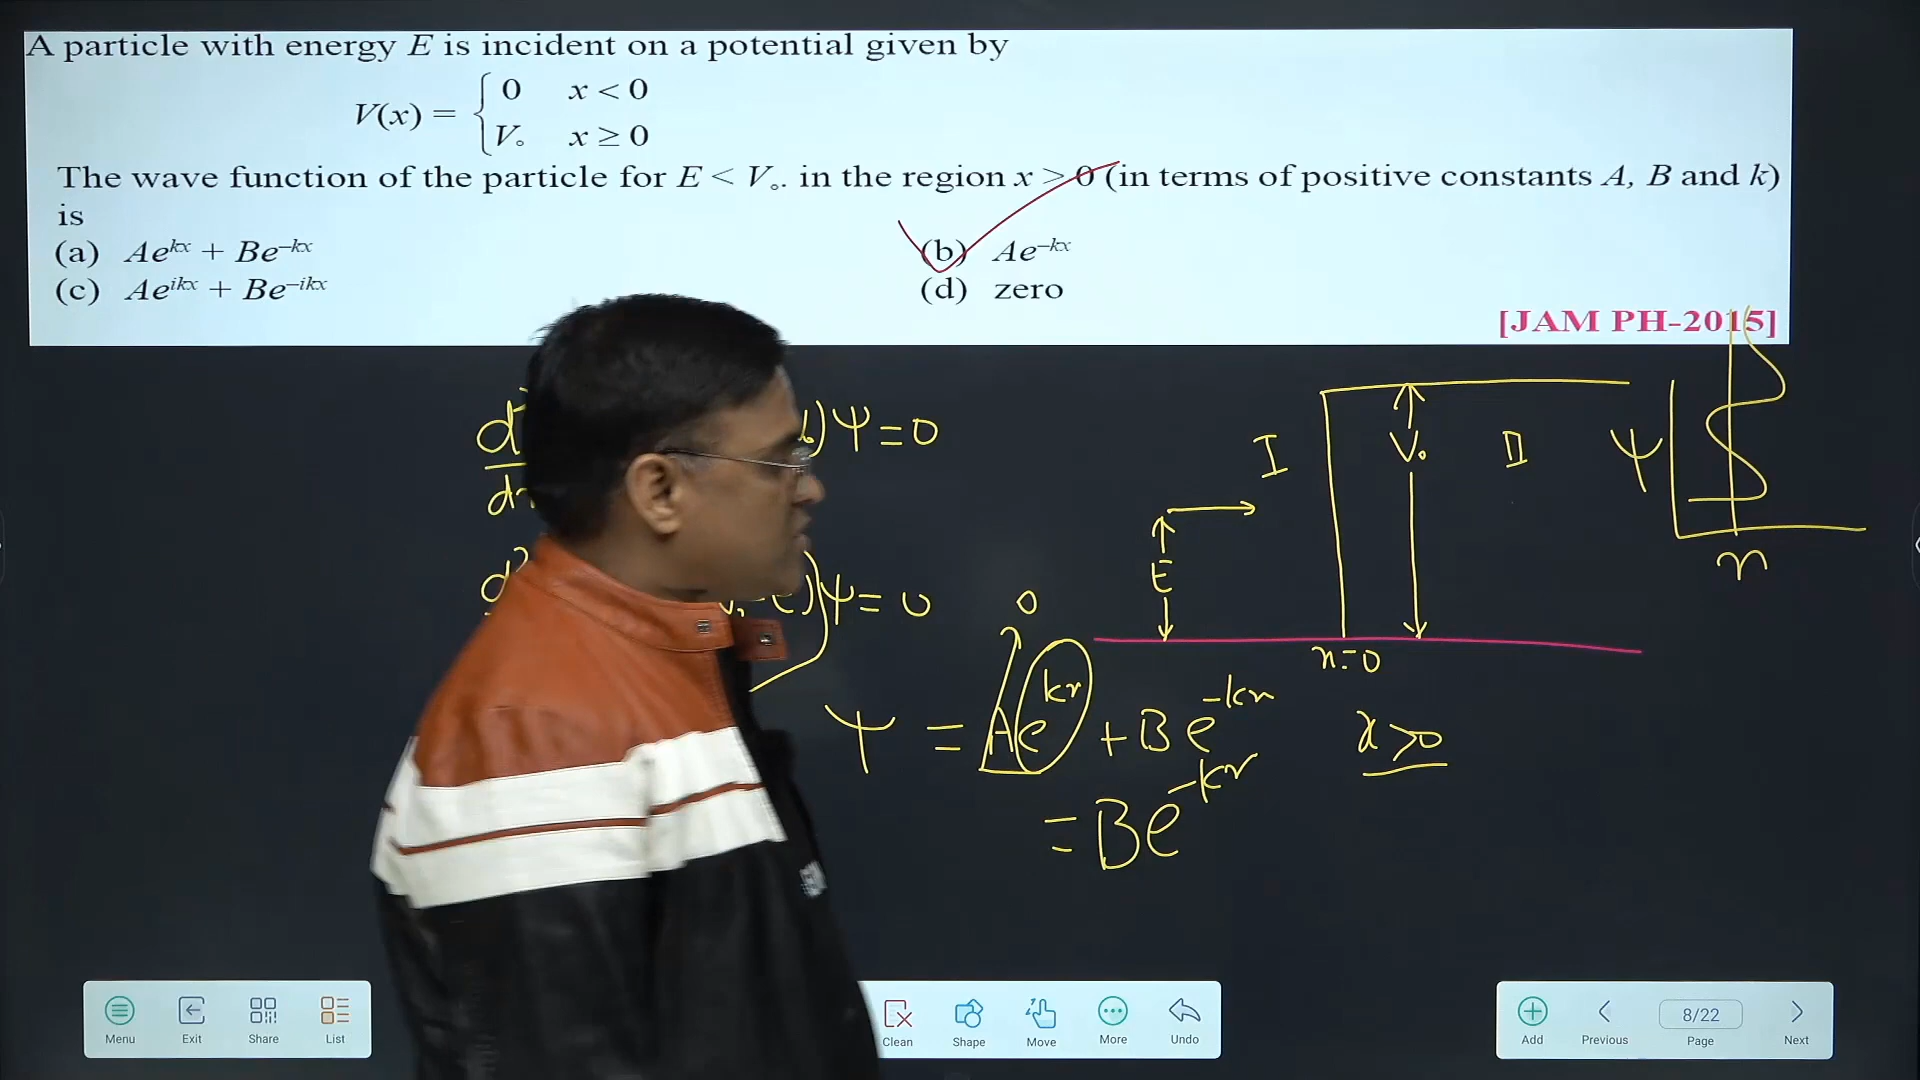 A particle with energy E is incident on a potential given by
V(x) = { 0 x < 0
V₀ x ≥ 0
The wave function of the particle for E < V₀. in the region x > 0 (in terms of positive constants A, B and k)
is
(a) Ae^{kx} + Be^{-kx}
(b) Ae^{-kx}
(c) Ae^{ikx} + Be^{-ikx}
(d) zero
[JAM PH-2015]
)Ψ = 0
)Ψ = 0
I
V₀
II
Ψ
x
E
x=0
0
Ψ = Ae^{kx} + Be^{-kx} x>0
= Be^{-kx}
Menu Exit Share List
Clean Shape Move More Undo
Add Previous 8/22 Page Next